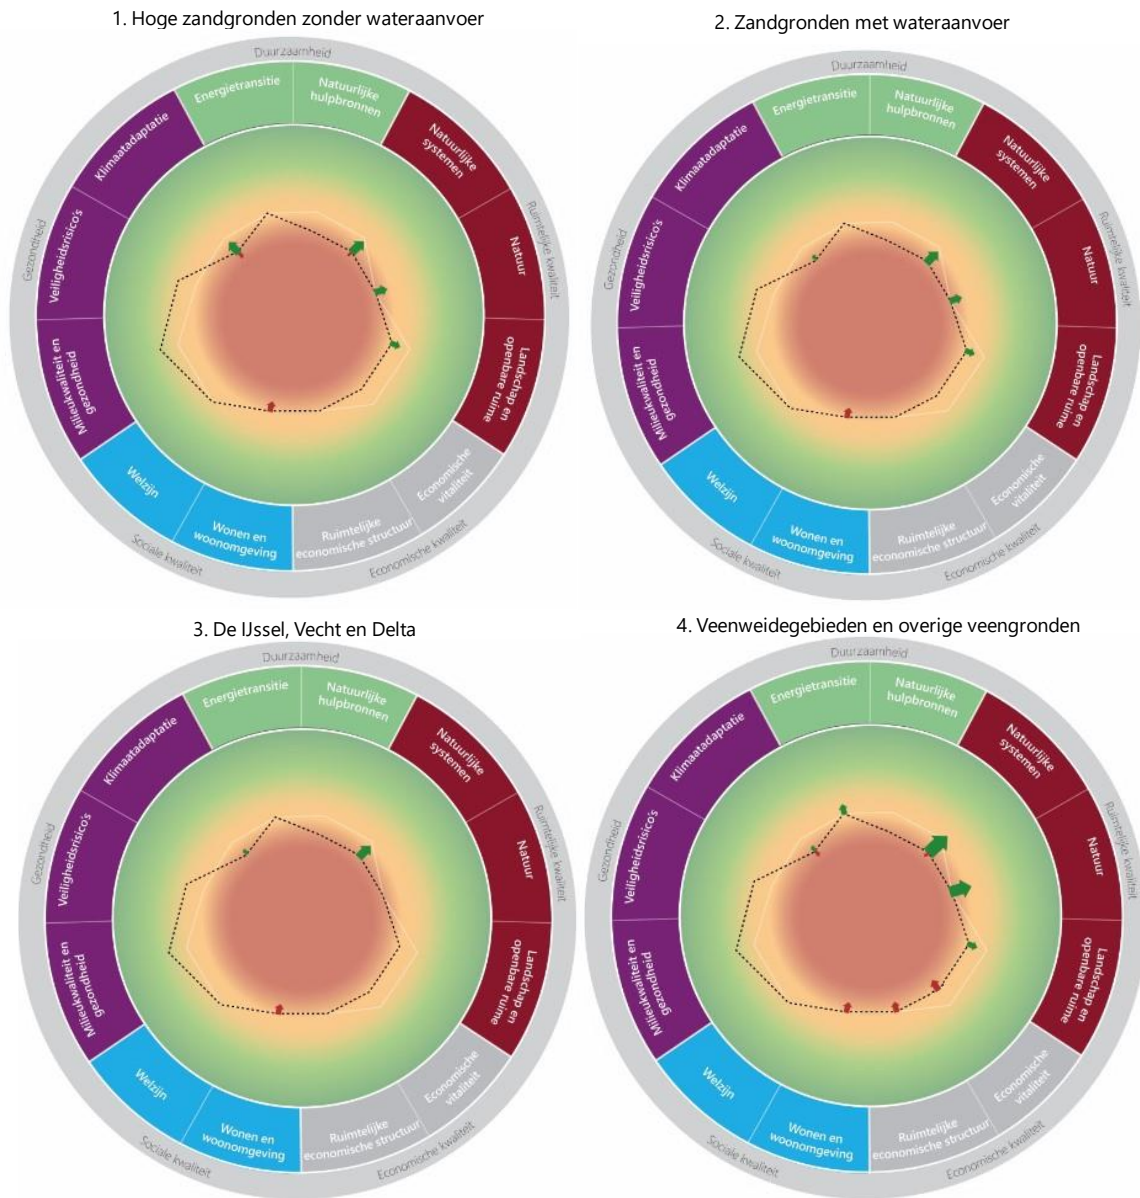 1. Hoge zandgronden zonder wateraanvoer
Duurzaamheid
Energietransitie
Natuurlijke
hulpbronnen
Klimaatadaptatie
Natuurlijke
systemen
Gezondheid
Veiligheidsrisico's
Natuur
Ruimtelijke kwaliteit
Milieukwaliteit en
gezondheid
Landschap en
openbare ruime
Welzijn
Economische
vitaliteit
Wonen en
woonomgeving
Ruimtelijke
economische structuur
Sociale kwaliteit
Economische kwaliteit
2. Zandgronden met wateraanvoer
Duurzaamheid
Energietransitie
Natuurlijke
hulpbronnen
Klimaatadaptatie
Natuurlijke
systemen
Gezondheid
Veiligheidsrisico's
Natuur
Ruimtelijke kwaliteit
Milieukwaliteit en
gezondheid
Landschap en
openbare ruime
Welzijn
Economische
vitaliteit
Wonen en
woonomgeving
Ruimtelijke
economische structuur
Sociale kwaliteit
Economische kwaliteit
3. De IJssel, Vecht en Delta
Duurzaamheid
Energietransitie
Natuurlijke
hulpbronnen
Klimaatadaptatie
Natuurlijke
systemen
Gezondheid
Veiligheidsrisico's
Natuur
Ruimtelijke kwaliteit
Milieukwaliteit en
gezondheid
Landschap en
openbare ruime
Welzijn
Economische
vitaliteit
Wonen en
woonomgeving
Ruimtelijke
economische structuur
Sociale kwaliteit
Economische kwaliteit
4. Veenweidegebieden en overige veengronden
Duurzaamheid
Energietransitie
Natuurlijke
hulpbronnen
Klimaatadaptatie
Natuurlijke
systemen
Gezondheid
Veiligheidsrisico's
Natuur
Ruimtelijke kwaliteit
Milieukwaliteit en
gezondheid
Landschap en
openbare ruime
Welzijn
Economische
vitaliteit
Wonen en
woonomgeving
Ruimtelijke
economische structuur
Sociale kwaliteit
Economische kwaliteit